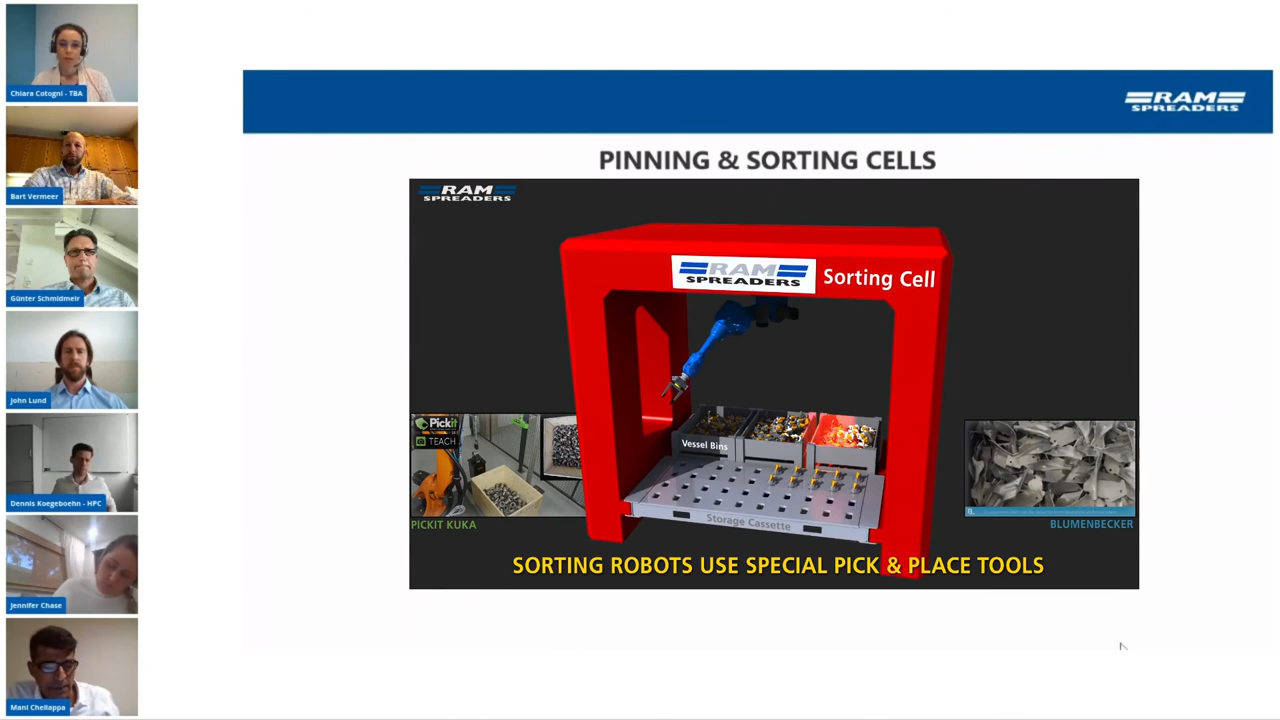 Chiara Cotogni - TBA
Bart Vermeer
Günter Schmidmeir
John Lund
Dennis Koegeboehn - HPC
Jennifer Chase
Mani Chellappa
RAM
SPREADERS
PINNING & SORTING CELLS
RAM
SPREADERS
RAM
SPREADERS
Sorting Cell
Pickit
TEACH
Vessel Bins
Storage Cassette
PICKIT KUKA
BLUMENBECKER
SORTING ROBOTS USE SPECIAL PICK & PLACE TOOLS